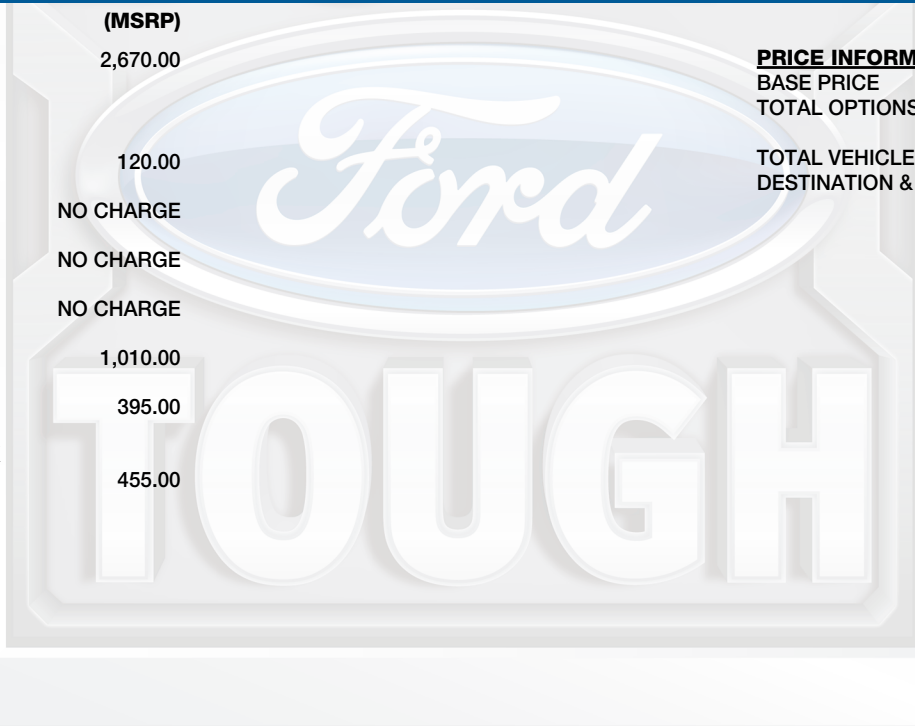 (MSRP)
2,670.00
120.00
NO CHARGE
NO CHARGE
NO CHARGE
1,010.00
395.00
455.00
PRICE INFORM
BASE PRICE
TOTAL OPTIONS
TOTAL VEHICLE
DESTINATION &
Ford
TOUGH